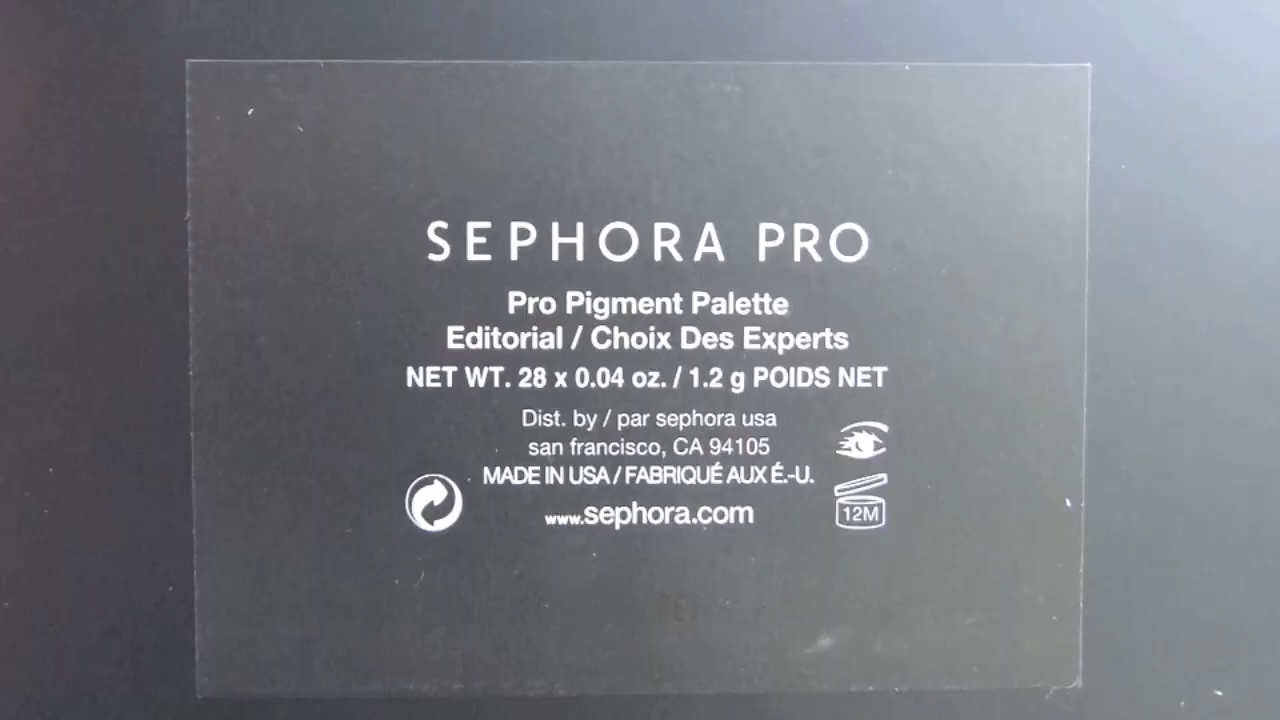 SEPHORA PRO
Pro Pigment Palette
Editorial / Choix Des Experts
NET WT. 28 x 0.04 oz. / 1.2 g POIDS NET
Dist. by / par sephora usa
san francisco, CA 94105
MADE IN USA / FABRIQUÉ AUX É.-U.
www.sephora.com
12M